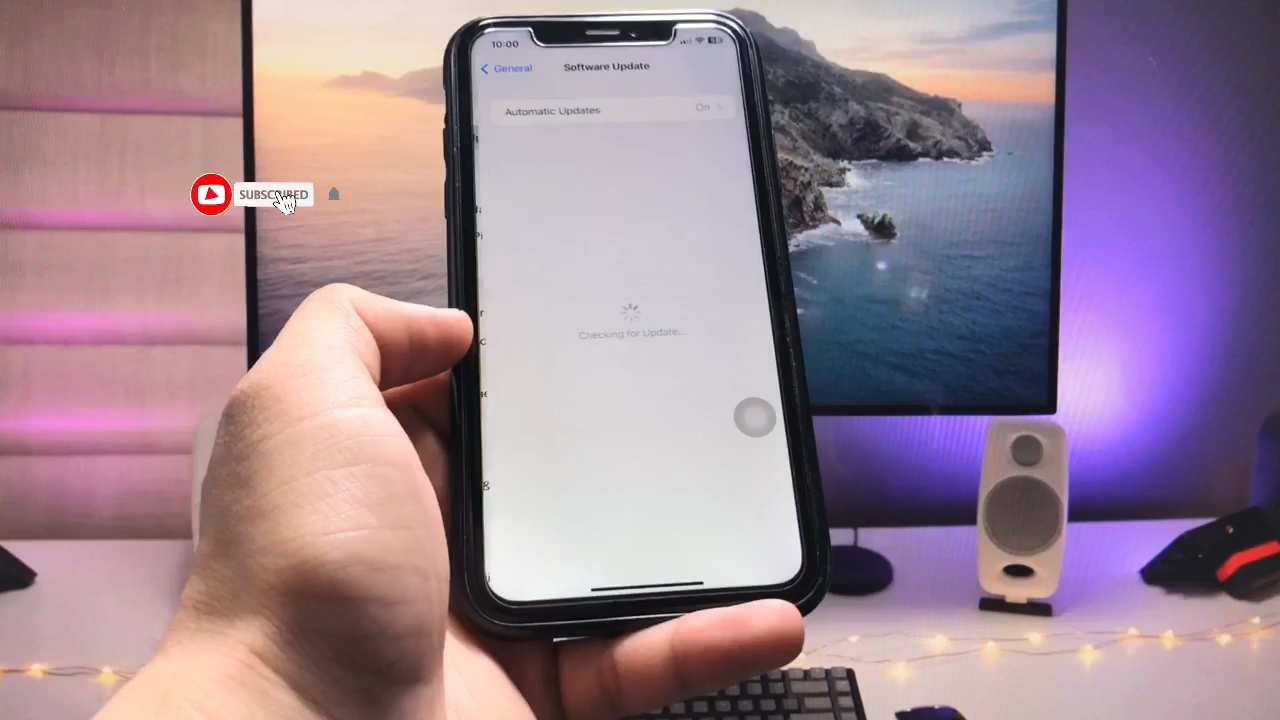 10:00
General
Software Update
Automatic Updates
On
SUBSCRIBED
Checking for Update...